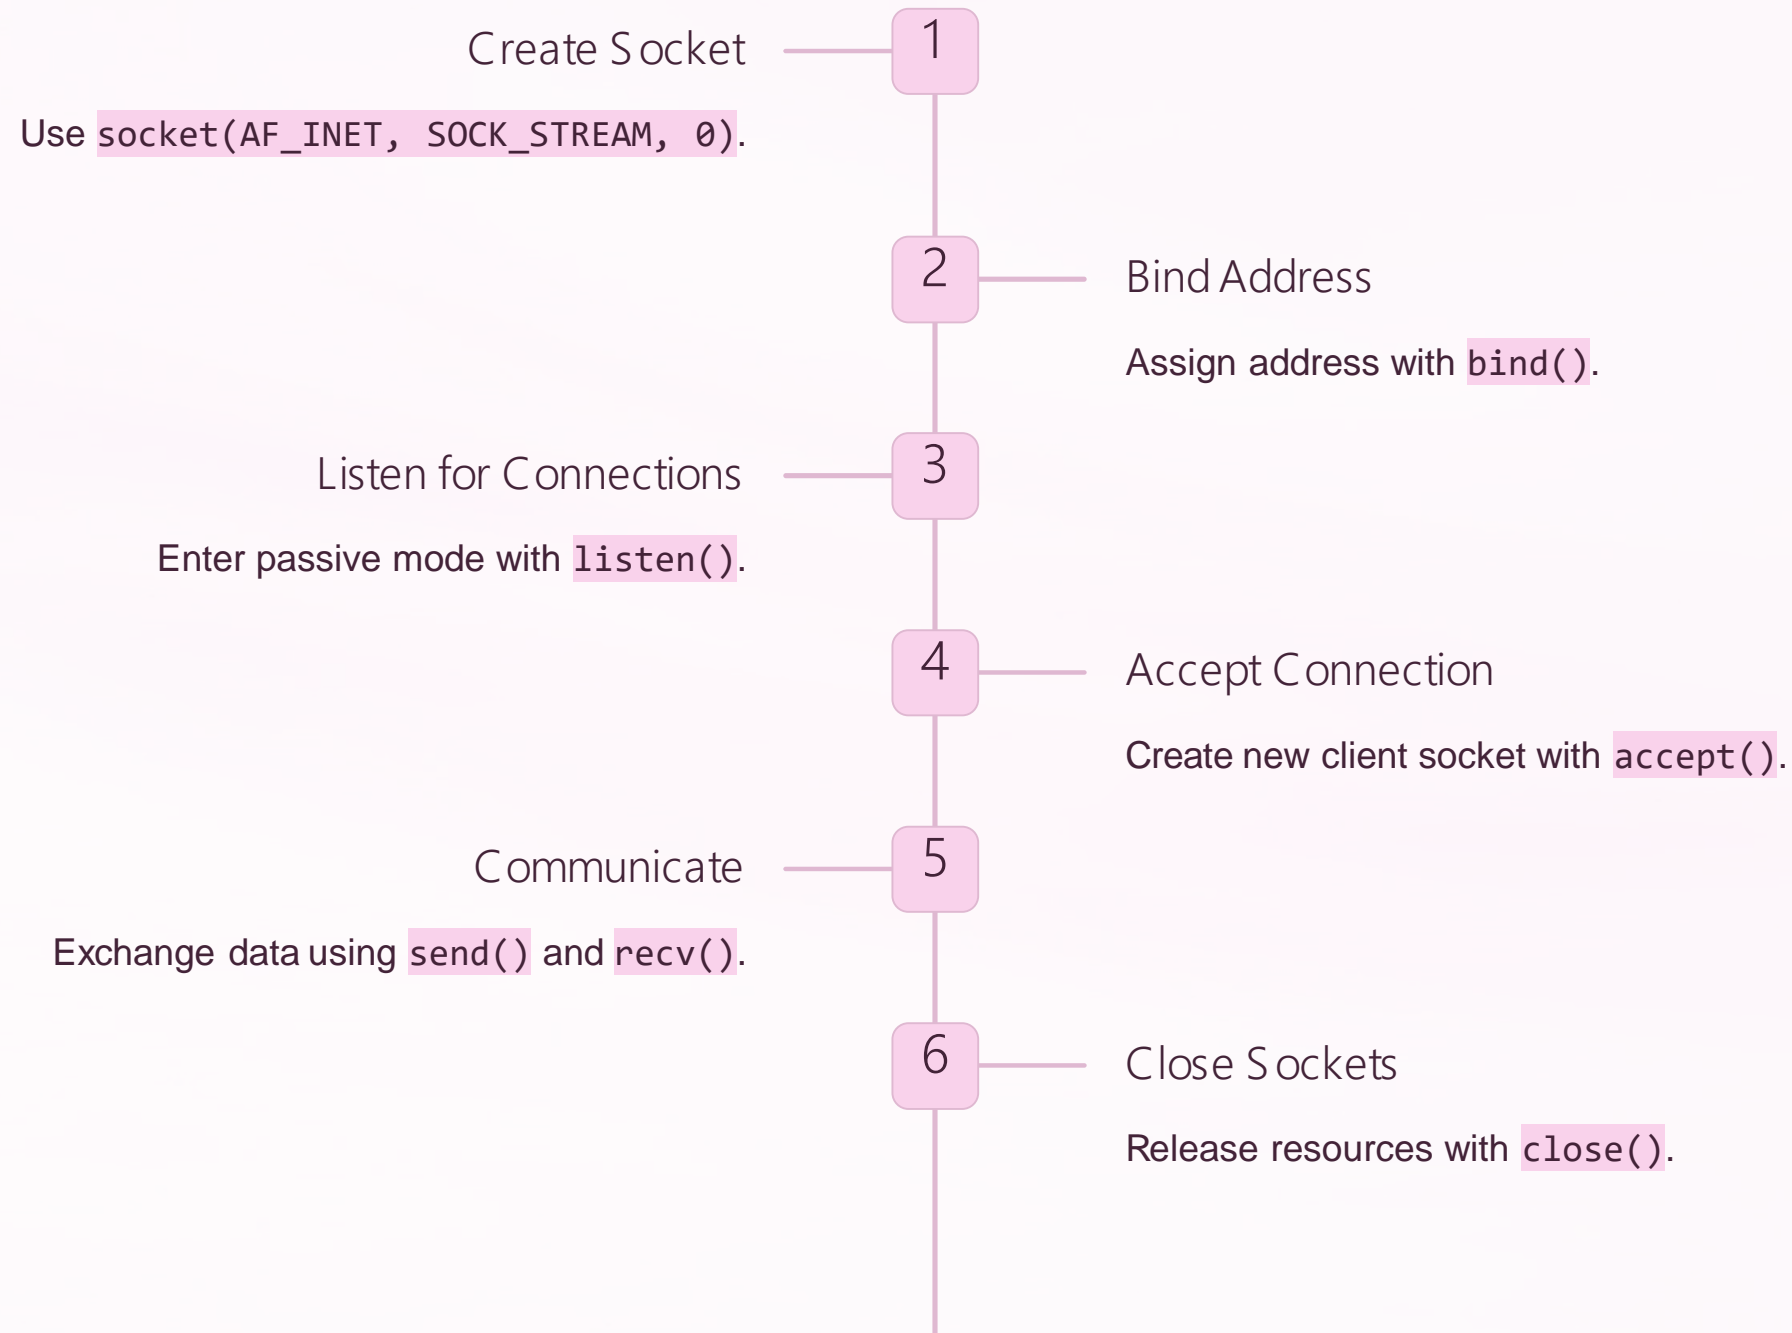 1
Create Socket
Use socket(AF_INET, SOCK_STREAM, 0).
2
Bind Address
Assign address with bind().
3
Listen for Connections
Enter passive mode with listen().
4
Accept Connection
Create new client socket with accept().
5
Communicate
Exchange data using send() and recv().
6
Close Sockets
Release resources with close().